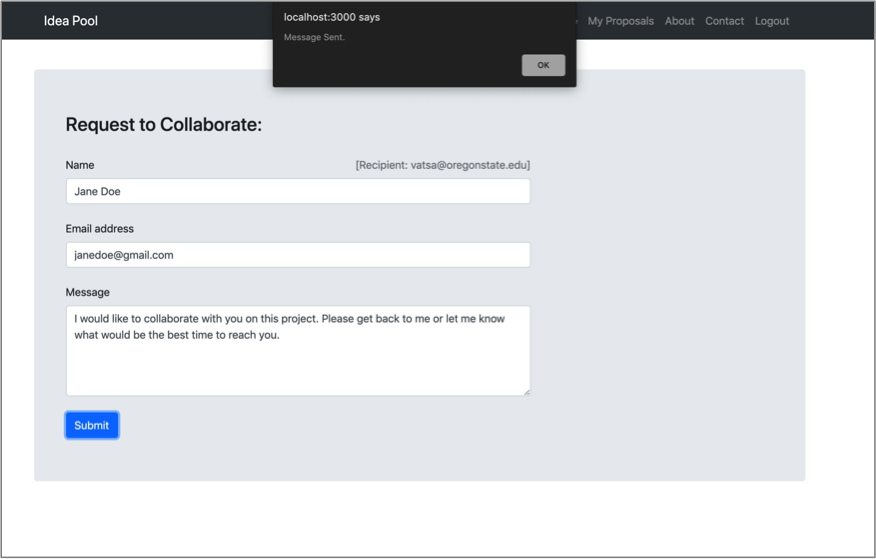 Idea Pool
localhost:3000 says
Message Sent.
OK
My Proposals About Contact Logout
Request to Collaborate:
Name [Recipient: vatsa@oregonstate.edu]
Jane Doe
Email address
janedoe@gmail.com
Message
I would like to collaborate with you on this project. Please get back to me or let me know
what would be the best time to reach you.
Submit